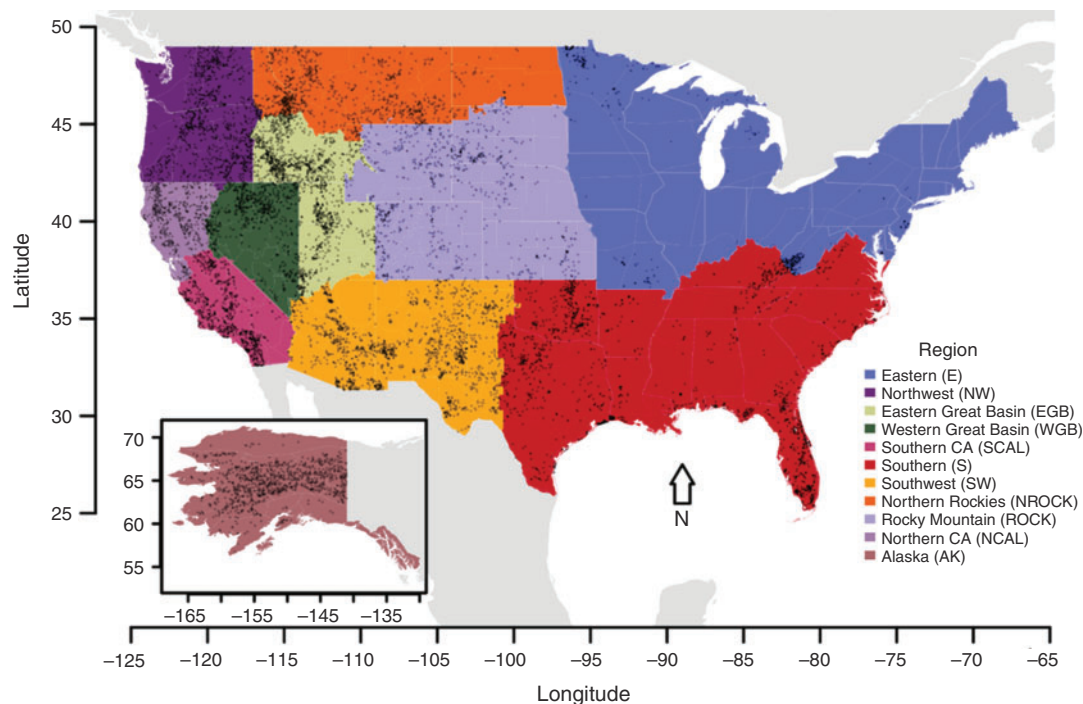 50
45
40
35
30
25
Latitude
70
65
60
55
–165
–155
–145
–135
N
Region
Eastern (E)
Northwest (NW)
Eastern Great Basin (EGB)
Western Great Basin (WGB)
Southern CA (SCAL)
Southern (S)
Southwest (SW)
Northern Rockies (NROCK)
Rocky Mountain (ROCK)
Northern CA (NCAL)
Alaska (AK)
–125
–120
–115
–110
–105
–100
–95
–90
–85
–80
–75
–70
–65
Longitude